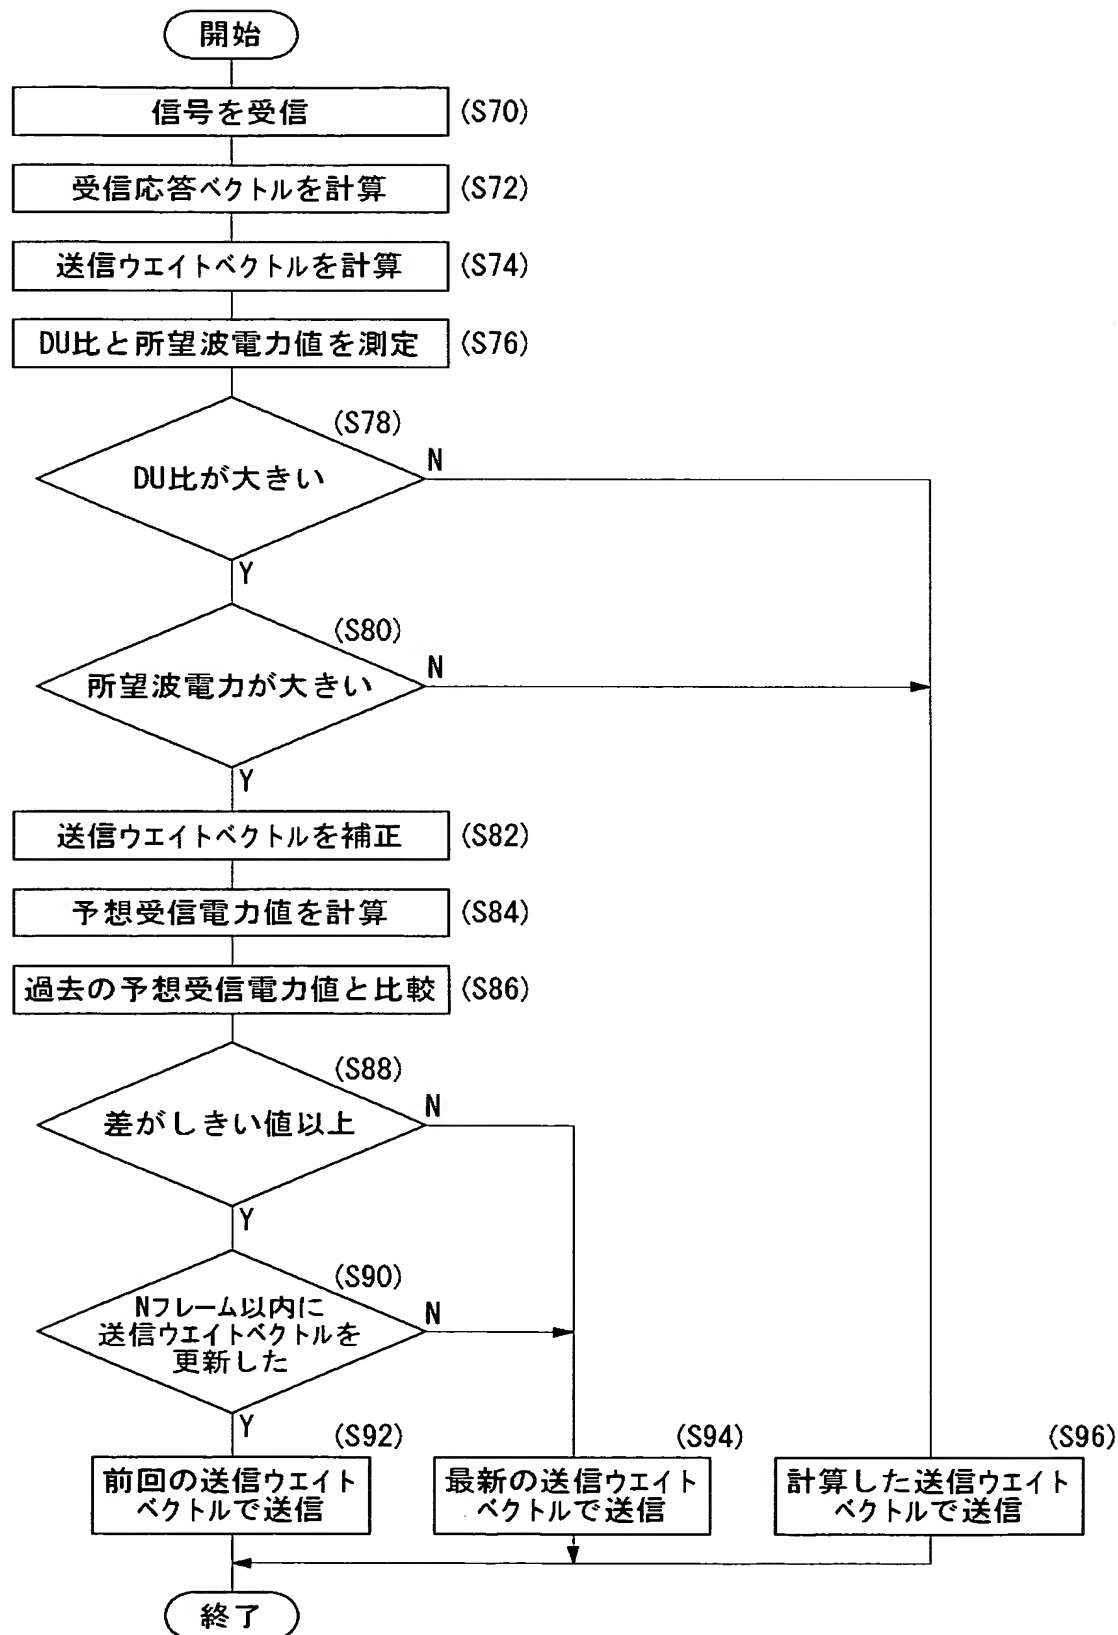 開始
信号を受信 (S70)
受信応答ベクトルを計算 (S72)
送信ウエイトベクトルを計算 (S74)
DU比と所望波電力値を測定 (S76)
(S78)
DU比が大きい
N
Y
(S80)
所望波電力が大きい
N
Y
送信ウエイトベクトルを補正 (S82)
予想受信電力値を計算 (S84)
過去の予想受信電力値と比較 (S86)
(S88)
差がしきい値以上
N
Y
(S90)
Nフレーム以内に
送信ウエイトベクトルを
更新した
N
Y
(S92)
前回の送信ウエイト
ベクトルで送信
(S94)
最新の送信ウエイト
ベクトルで送信
(S96)
計算した送信ウエイト
ベクトルで送信
終了